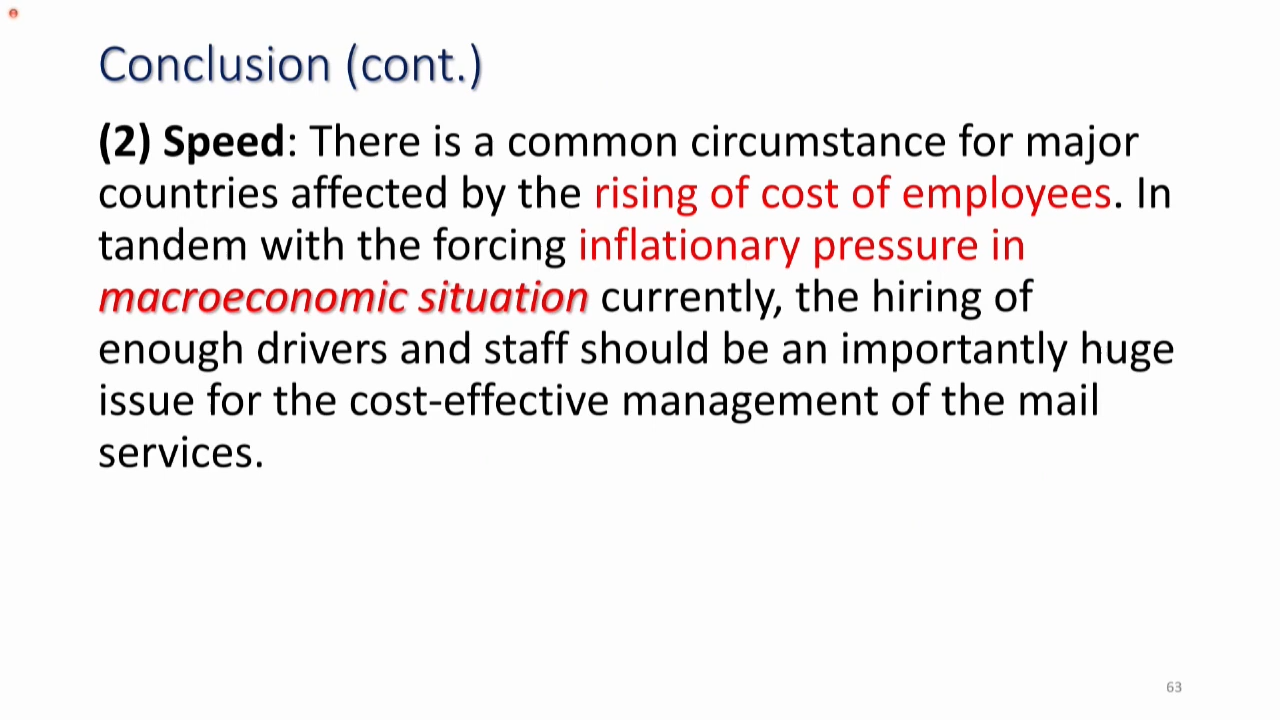 Conclusion (cont.)
(2) Speed: There is a common circumstance for major
countries affected by the rising of cost of employees. In
tandem with the forcing inflationary pressure in
macroeconomic situation currently, the hiring of
enough drivers and staff should be an importantly huge
issue for the cost-effective management of the mail
services.
63